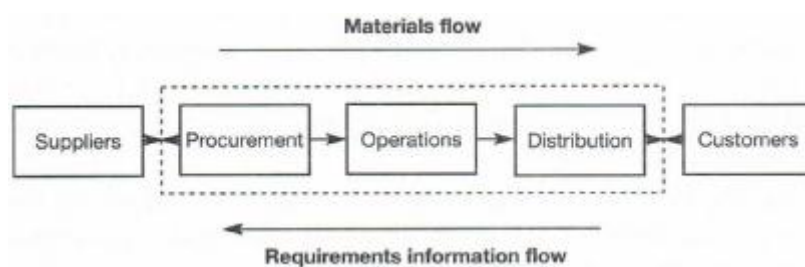 Materials flow
Suppliers
Procurement
Operations
Distribution
Customers
Requirements information flow